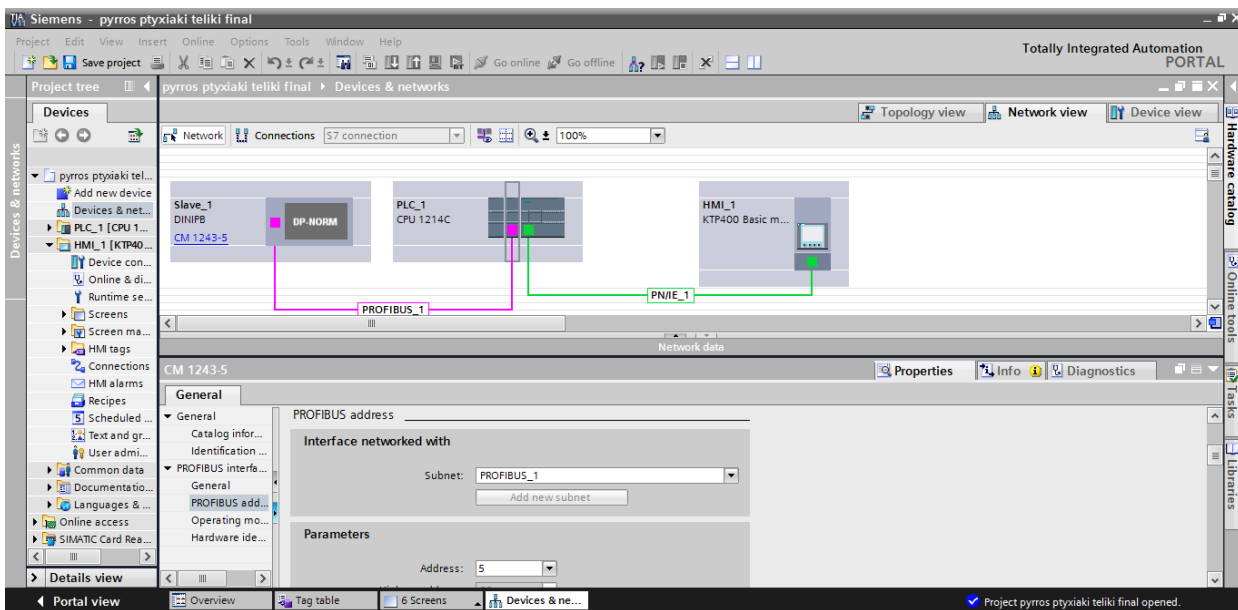 Siemens - pyrros ptyxiaki teliki final
Project Edit View Insert Online Options Tools Window Help
Save project Go online Go offline
Totally Integrated Automation
PORTAL
Project tree
pyrros ptyxiaki teliki final Devices & networks
Devices
Topology view Network view Device view
Network Connections S7 connection 100%
Devices & networks
pyrros ptyxiaki tel...
Add new device
Devices & net...
PLC_1 [CPU 1...
HMI_1 [KTP40...
Device con...
Online & di...
Runtime se...
Screens
Screen ma...
HMI tags
Connections
HMI alarms
Recipes
Scheduled ...
Text and gr...
User admi...
Common data
Documentatio...
Languages & ...
Online access
SIMATIC Card Rea...
Details view
Slave_1
DINIPB
CM 1243-5
DP-NORM
PLC_1
CPU 1214C
HMI_1
KTP400 Basic m...
PROFIBUS_1
PN/IE_1
Network data
CM 1243-5
Properties Info Diagnostics
General
General
Catalog infor...
Identification ...
PROFIBUS interfa...
General
PROFIBUS add...
Operating mo...
Hardware ide...
PROFIBUS address
Interface networked with
Subnet: PROFIBUS_1
Add new subnet
Parameters
Address: 5
Hardware catalog
Online tools
Tasks
Libraries
Portal view Overview Tag table 6 Screens Devices & ne...
Project pyrros ptyxiaki teliki final opened.